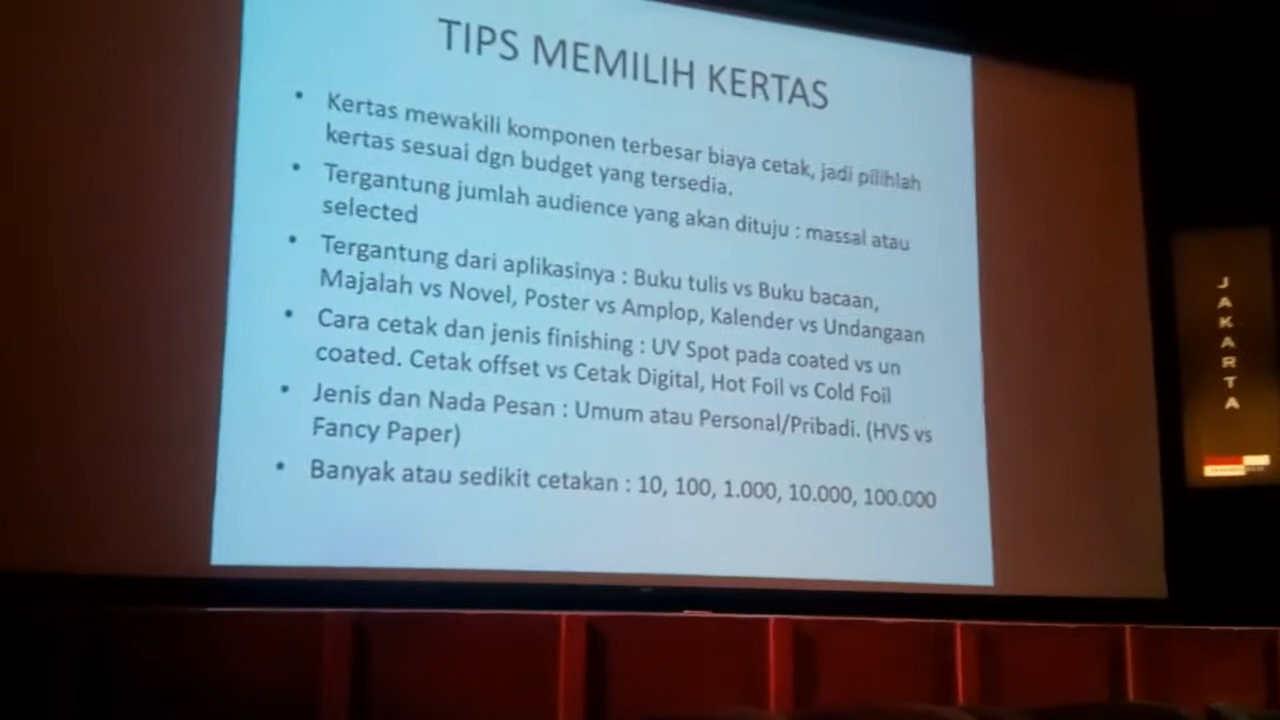 TIPS MEMILIH KERTAS
• Kertas mewakili komponen terbesar biaya cetak, jadi pilihlah
kertas sesuai dgn budget yang tersedia.
• Tergantung jumlah audience yang akan dituju : massal atau
selected
• Tergantung dari aplikasinya : Buku tulis vs Buku bacaan,
Majalah vs Novel, Poster vs Amplop, Kalender vs Undangaan
• Cara cetak dan jenis finishing : UV Spot pada coated vs un
coated. Cetak offset vs Cetak Digital, Hot Foil vs Cold Foil
• Jenis dan Nada Pesan : Umum atau Personal/Pribadi. (HVS vs
Fancy Paper)
• Banyak atau sedikit cetakan : 10, 100, 1.000, 10.000, 100.000
JAKARTA